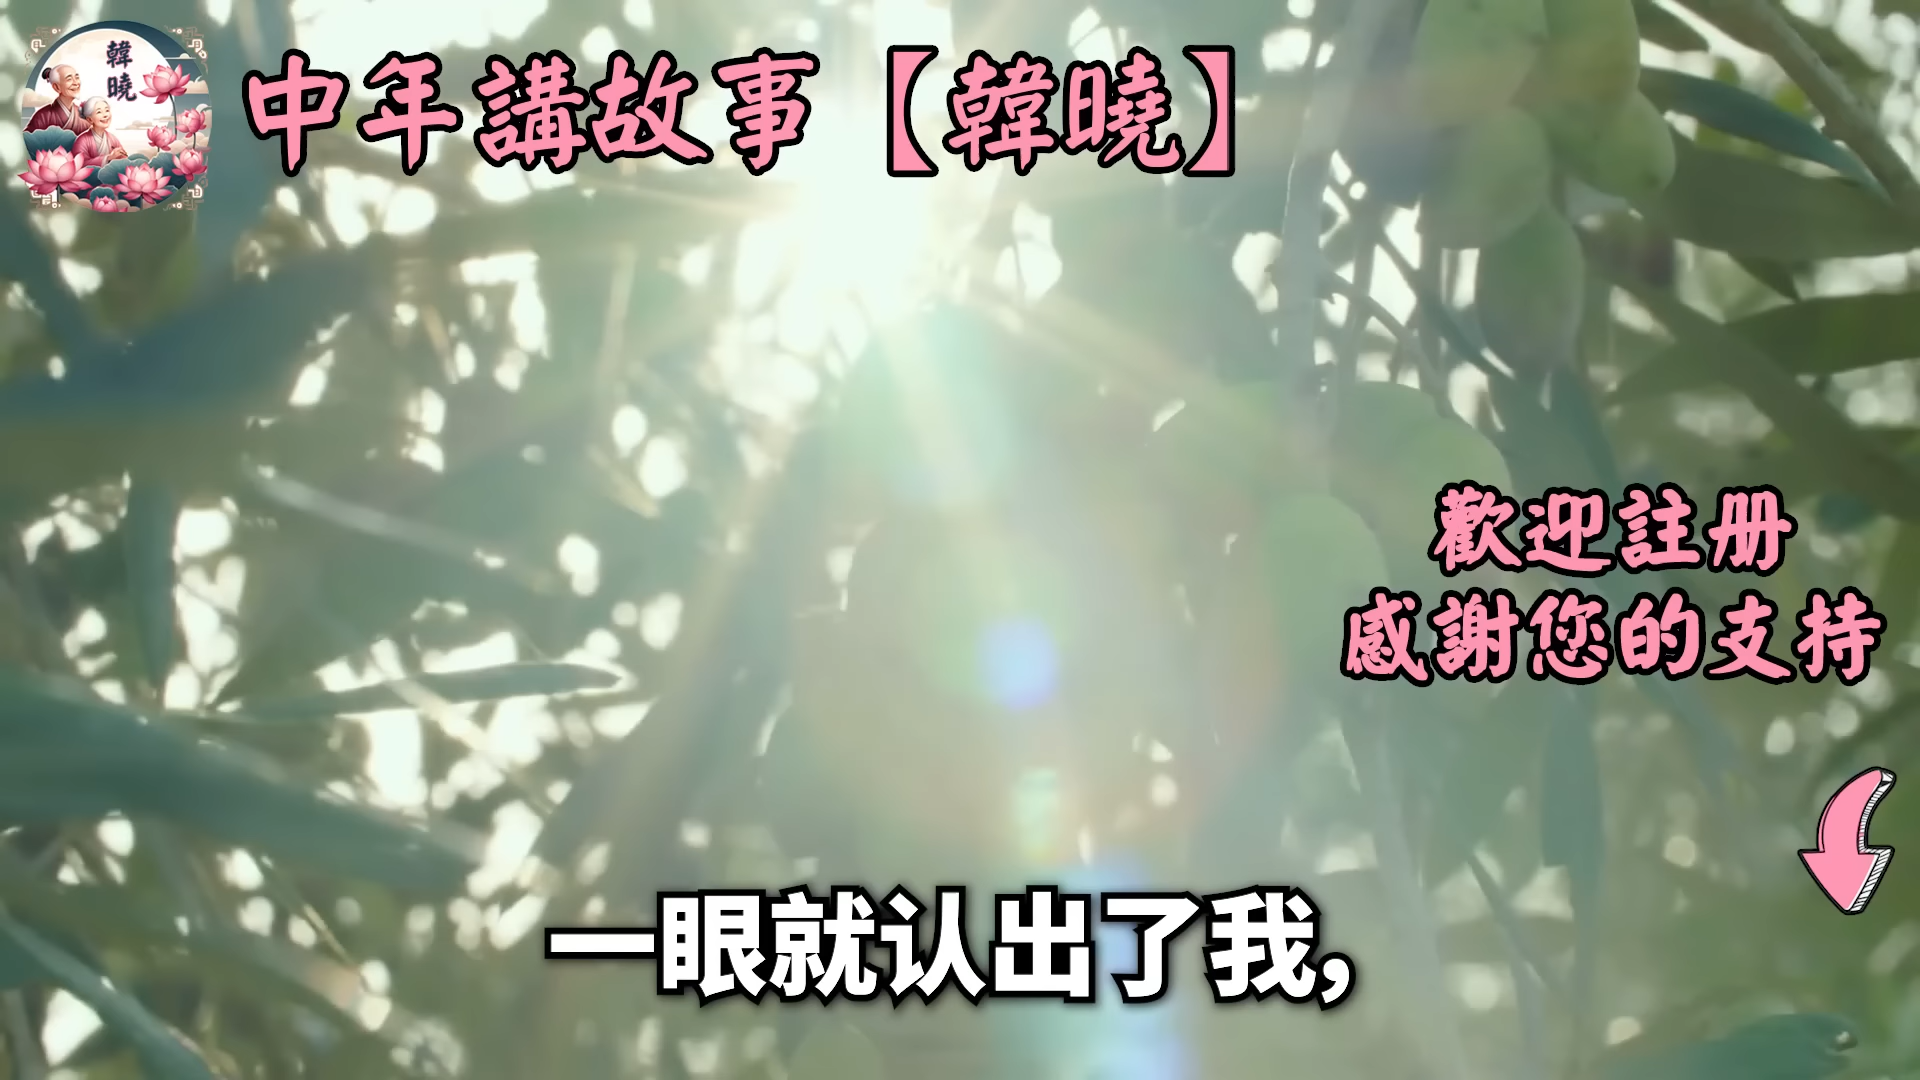 韓曉
中年講故事【韓曉】
歡迎註册
感謝您的支持
一眼就认出了我,